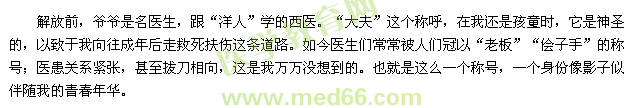 解放前，爷爷是名医生，跟“洋人”学的西医。“大夫”这个称呼，在我还是孩童时，它是神圣
的，以致于我向往成年后走救死扶伤这条道路。如今医生们常常被人们冠以“老板”“侩子手”的称
号；医患关系紧张，甚至拔刀相向，这是我万万没想到的。也就是这么一个称号，一个身份像影子似
伴随我的青春年华。
www.med66.com